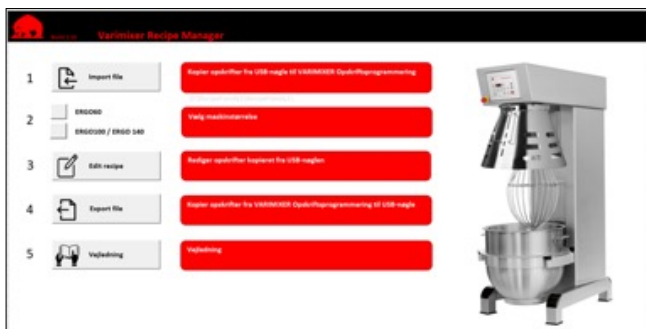 Varimixer Recipe Manager
1
Import file
Kopier opskrifter fra USB-nøgle til VARIMIXER Opskriftsprogrammering
2
ERGO60
ERGO100 / ERGO 140
Vælg maskinstørrelse
3
Edit recipe
Rediger opskrifter kopieret fra USB-nøglen
4
Export file
Kopier opskrifter fra VARIMIXER Opskriftsprogrammering til USB-nøgle
5
Vejledning
Vejledning